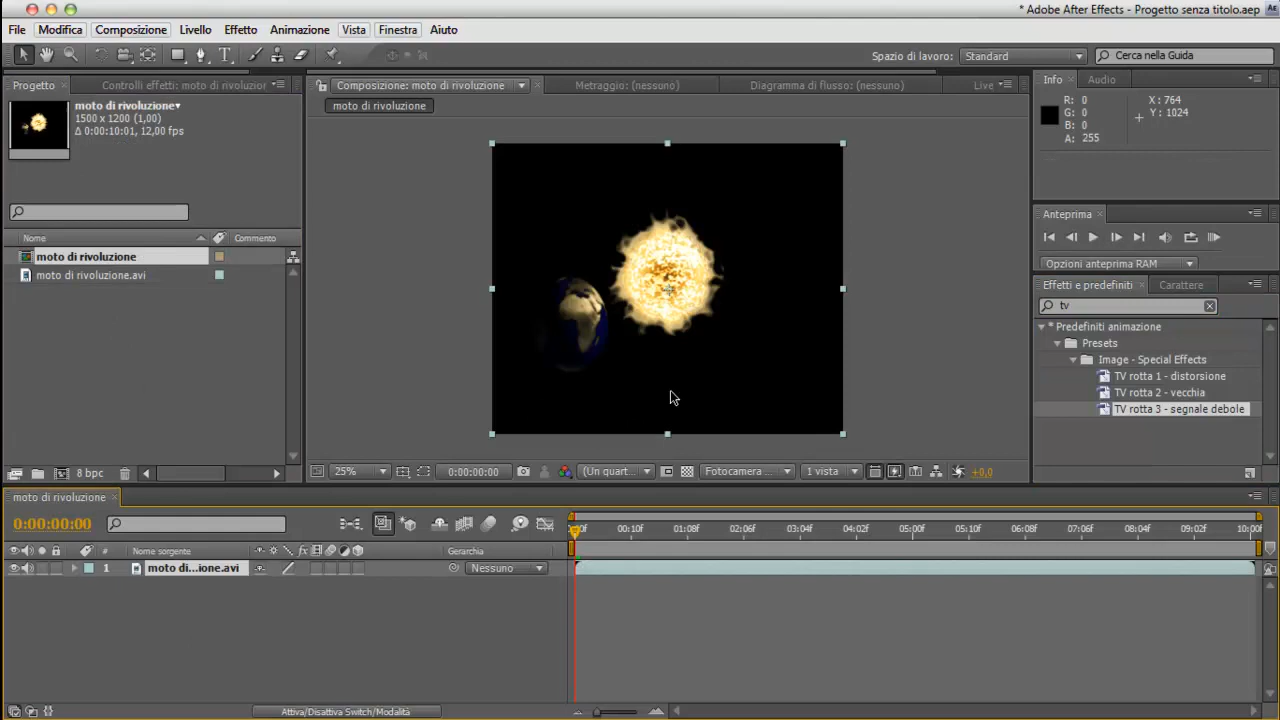 * Adobe After Effects - Progetto senza titolo.aep
File Modifica Composizione Livello Effetto Animazione Vista Finestra Aiuto
Spazio di lavoro: Standard
Cerca nella Guida
Progetto
Controlli effetti: moto di rivoluzior
moto di rivoluzione
1500 x 1200 (1,00)
Δ 0:00:10:01, 12,00 fps
Nome
Commento
moto di rivoluzione
moto di rivoluzione.avi
8 bpc
Composizione: moto di rivoluzione
Metraggio: (nessuno)
Diagramma di flusso: (nessuno)
Live
moto di rivoluzione
25%
0:00:00:00
(Un quart...
Fotocamera ...
1 vista
+0,0
Info
Audio
R: 0
G: 0
B: 0
A: 255
X: 764
Y: 1024
Anteprima
Opzioni anteprima RAM
Effetti e predefiniti
Carattere
tv
* Predefiniti animazione
Presets
Image - Special Effects
TV rotta 1 - distorsione
TV rotta 2 - vecchia
TV rotta 3 - segnale debole
moto di rivoluzione
0:00:00:00
# Nome sorgente
Gerarchia
1 moto di...ione.avi
Nessuno
:00f 00:10f 01:08f 02:06f 03:04f 04:02f 05:00f 05:10f 06:08f 07:06f 08:04f 09:02f 10:00f
Attiva/Disattiva Switch/Modalità